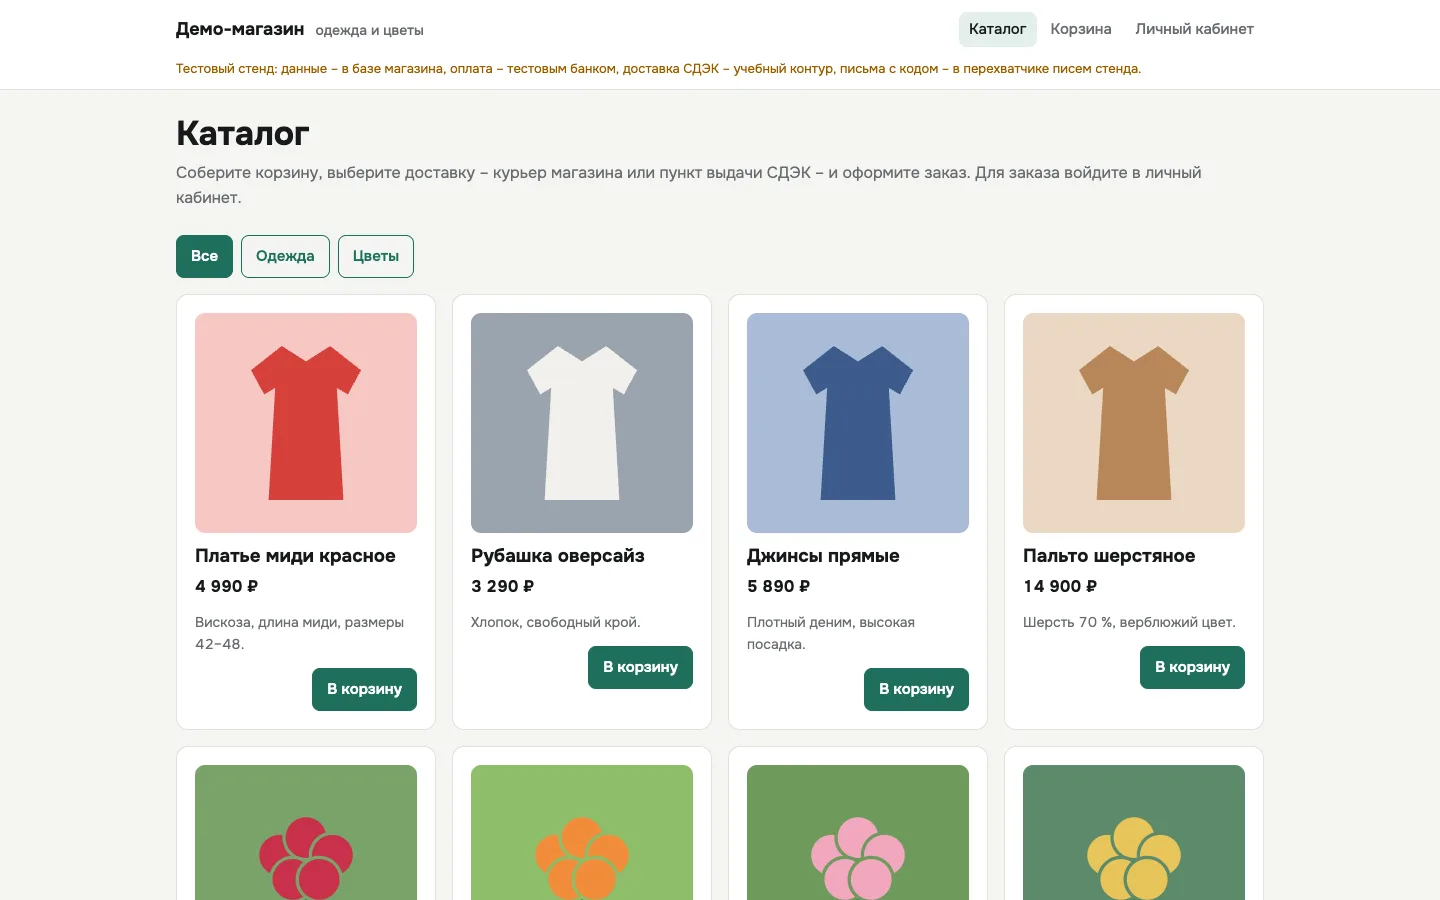 Демо-магазин одежда и цветы
Каталог Корзина Личный кабинет
Тестовый стенд: данные – в базе магазина, оплата – тестовым банком, доставка СДЭК – учебный контур, письма с кодом – в перехватчике писем стенда.
Каталог
Соберите корзину, выберите доставку – курьер магазина или пункт выдачи СДЭК – и оформите заказ. Для заказа войдите в личный
кабинет.
Все Одежда Цветы
Платье миди красное
4 990 ₽
Вискоза, длина миди, размеры
42–48.
В корзину
Рубашка оверсайз
3 290 ₽
Хлопок, свободный крой.
В корзину
Джинсы прямые
5 890 ₽
Плотный деним, высокая
посадка.
В корзину
Пальто шерстяное
14 900 ₽
Шерсть 70 %, верблюжий цвет.
В корзину